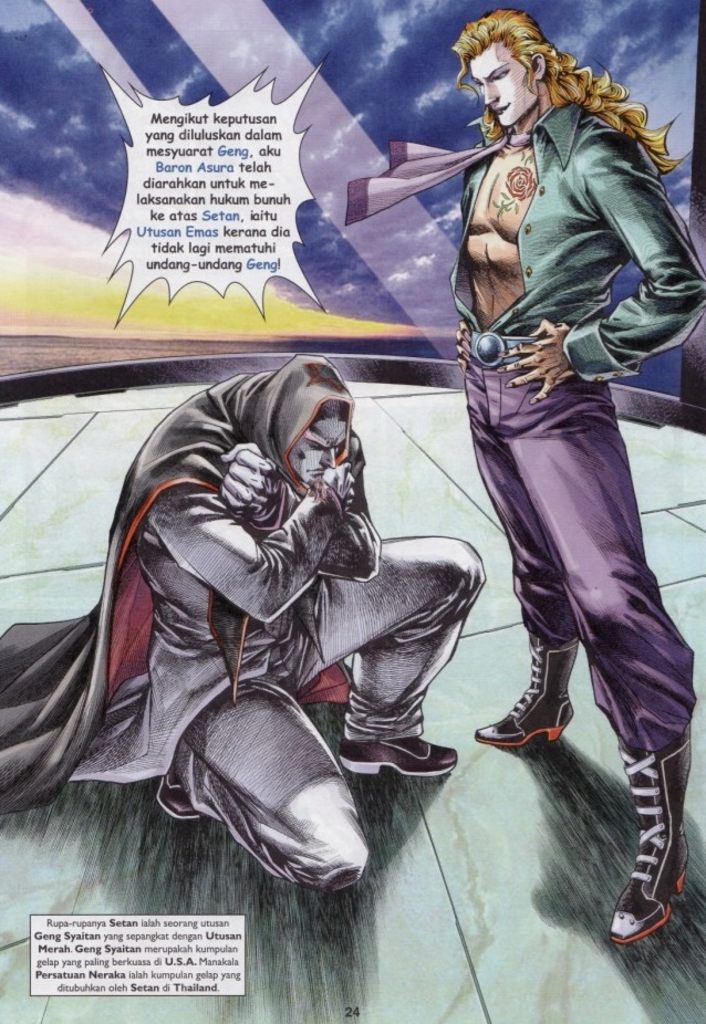 Mengikut keputusan
yang diluluskan dalam
mesyuarat Geng, aku
Baron Asura telah
diarahkan untuk me-
laksanakan hukum bunuh
ke atas Setan, iaitu
Utusan Emas kerana dia
tidak lagi mematuhi
undang-undang Geng!
Rupa-rupanya Setan ialah seorang utusan
Geng Syaitan yang sepangkat dengan Utusan
Merah. Geng Syaitan merupakah kumpulan
gelap yang paling berkuasa di U.S.A. Manakala
Persatuan Neraka ialah kumpulan gelap yang
ditubuhkan oleh Setan di Thailand.
24